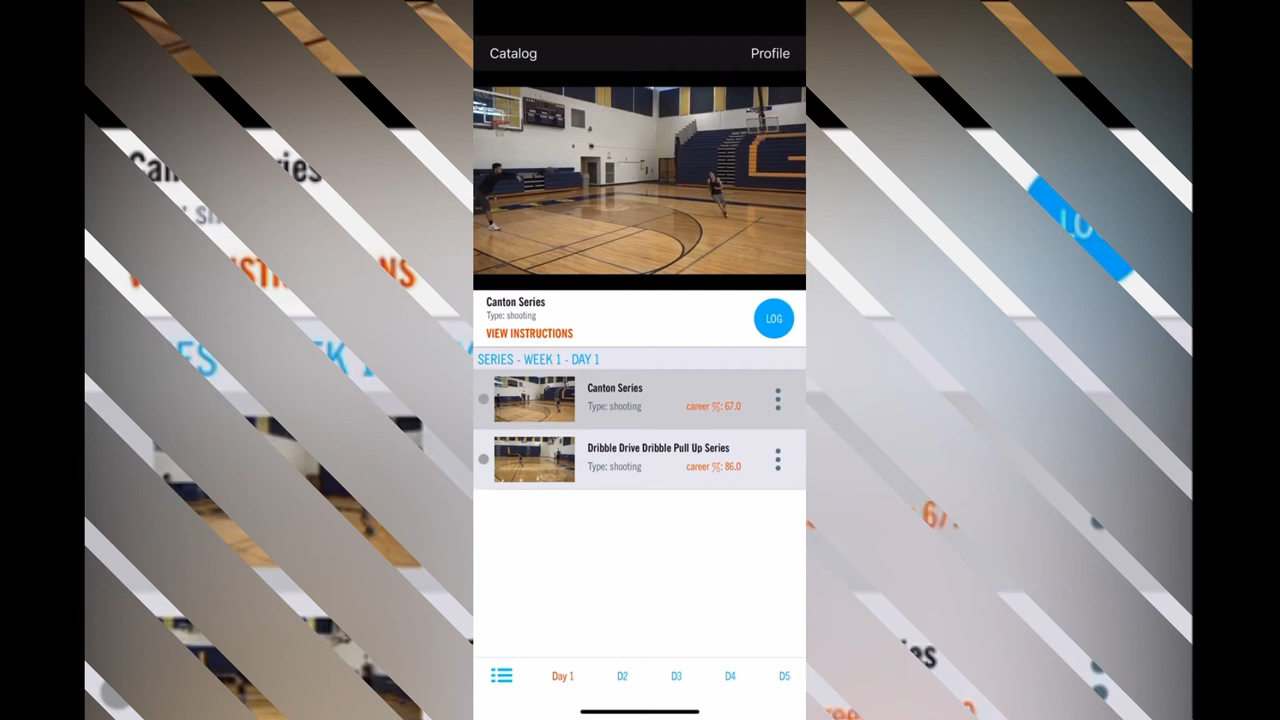 Catalog
Profile
Canton Series
Type: shooting
VIEW INSTRUCTIONS
LOG
SERIES - WEEK 1 - DAY 1
Canton Series
Type: shooting
career %: 67.0
Dribble Drive Dribble Pull Up Series
Type: shooting
career %: 86.0
Day 1
D2
D3
D4
D5